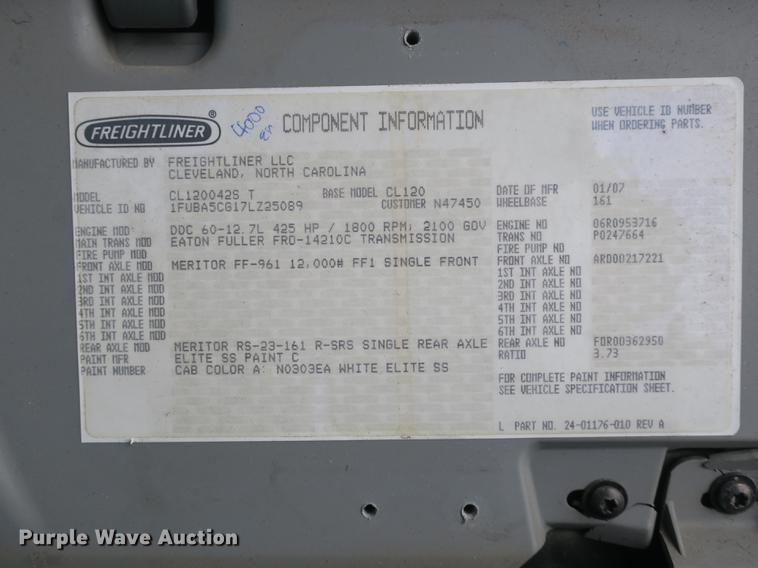 FREIGHTLINER ®
4000
COMPONENT INFORMATION
USE VEHICLE ID NUMBER
WHEN ORDERING PARTS.
MANUFACTURED BY FREIGHTLINER LLC
CLEVELAND, NORTH CAROLINA
MODEL CL120042S T BASE MODEL CL120 DATE OF MFR 01/07
VEHICLE ID NO 1FUBA5CG17LZ25089 CUSTOMER N47450 WHEELBASE 161
ENGINE MOD DDC 60-12.7L 425 HP / 1800 RPM, 2100 GOV ENGINE NO 06R0953716
MAIN TRANS MOD EATON FULLER FRO-14210C TRANSMISSION TRANS NO P0247664
FIRE PUMP MOD FIRE PUMP NO
FRONT AXLE MOD MERITOR FF-961 12,000# FF1 SINGLE FRONT FRONT AXLE NO ARD00217221
1ST INT AXLE MOD 1ST INT AXLE NO
2ND INT AXLE MOD 2ND INT AXLE NO
3RD INT AXLE MOD 3RD INT AXLE NO
4TH INT AXLE MOD 4TH INT AXLE NO
5TH INT AXLE MOD 5TH INT AXLE NO
6TH INT AXLE MOD 6TH INT AXLE NO
REAR AXLE MOD MERITOR RS-23-161 R-SRS SINGLE REAR AXLE REAR AXLE NO FDR00362950
PAINT MFR ELITE SS PAINT C RATIO 3.73
PAINT NUMBER CAB COLOR A: N0303EA WHITE ELITE SS
FOR COMPLETE PAINT INFORMATION
SEE VEHICLE SPECIFICATION SHEET.
L PART NO. 24-01176-010 REV A
Purple Wave Auction